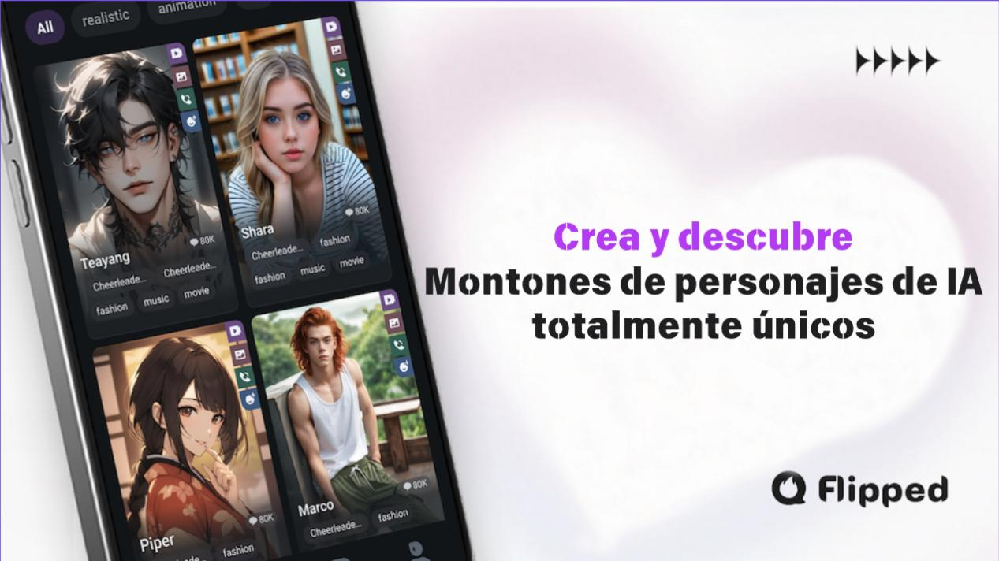 All
realistic
animation
80K
Teayang
Cheerleade...
Cheerleade...
fashion
music
movie
80K
Shara
Cheerleade...
fashion
fashion
music
movie
80K
Piper
fashion
80K
Marco
Cheerleade...
fashion
Crea y descubre
Montones de personajes de IA
totalmente únicos
Flipped